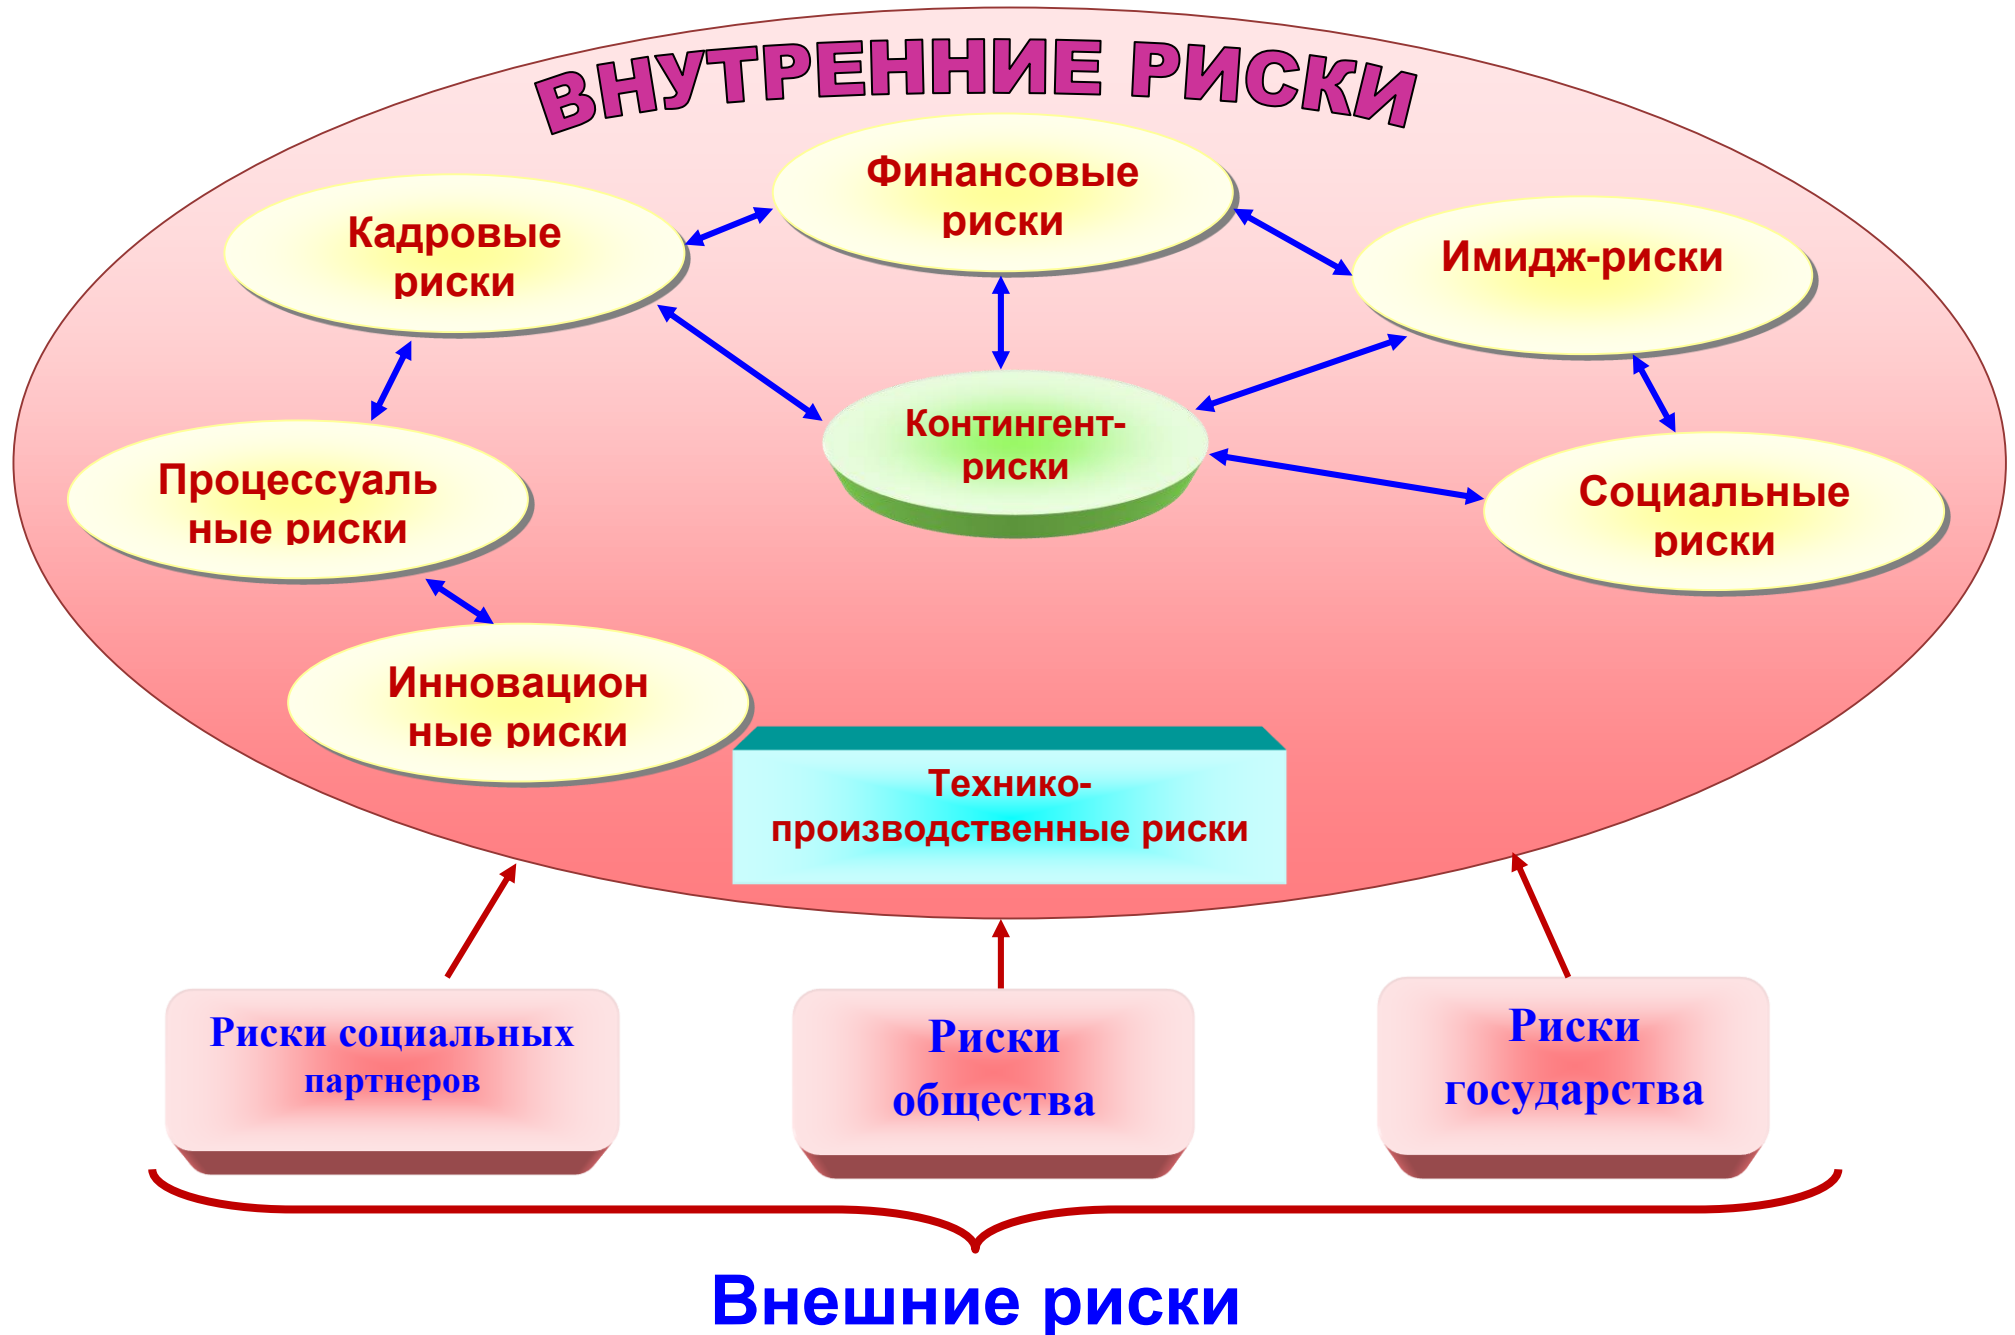 ВНУТРЕННИЕ РИСКИ
Финансовые
риски
Кадровые
риски
Имидж-риски
Контингент-
риски
Процессуаль
ные риски
Социальные
риски
Инновацион
ные риски
Технико-
производственные риски
Риски социальных
партнеров
Риски
общества
Риски
государства
Внешние риски